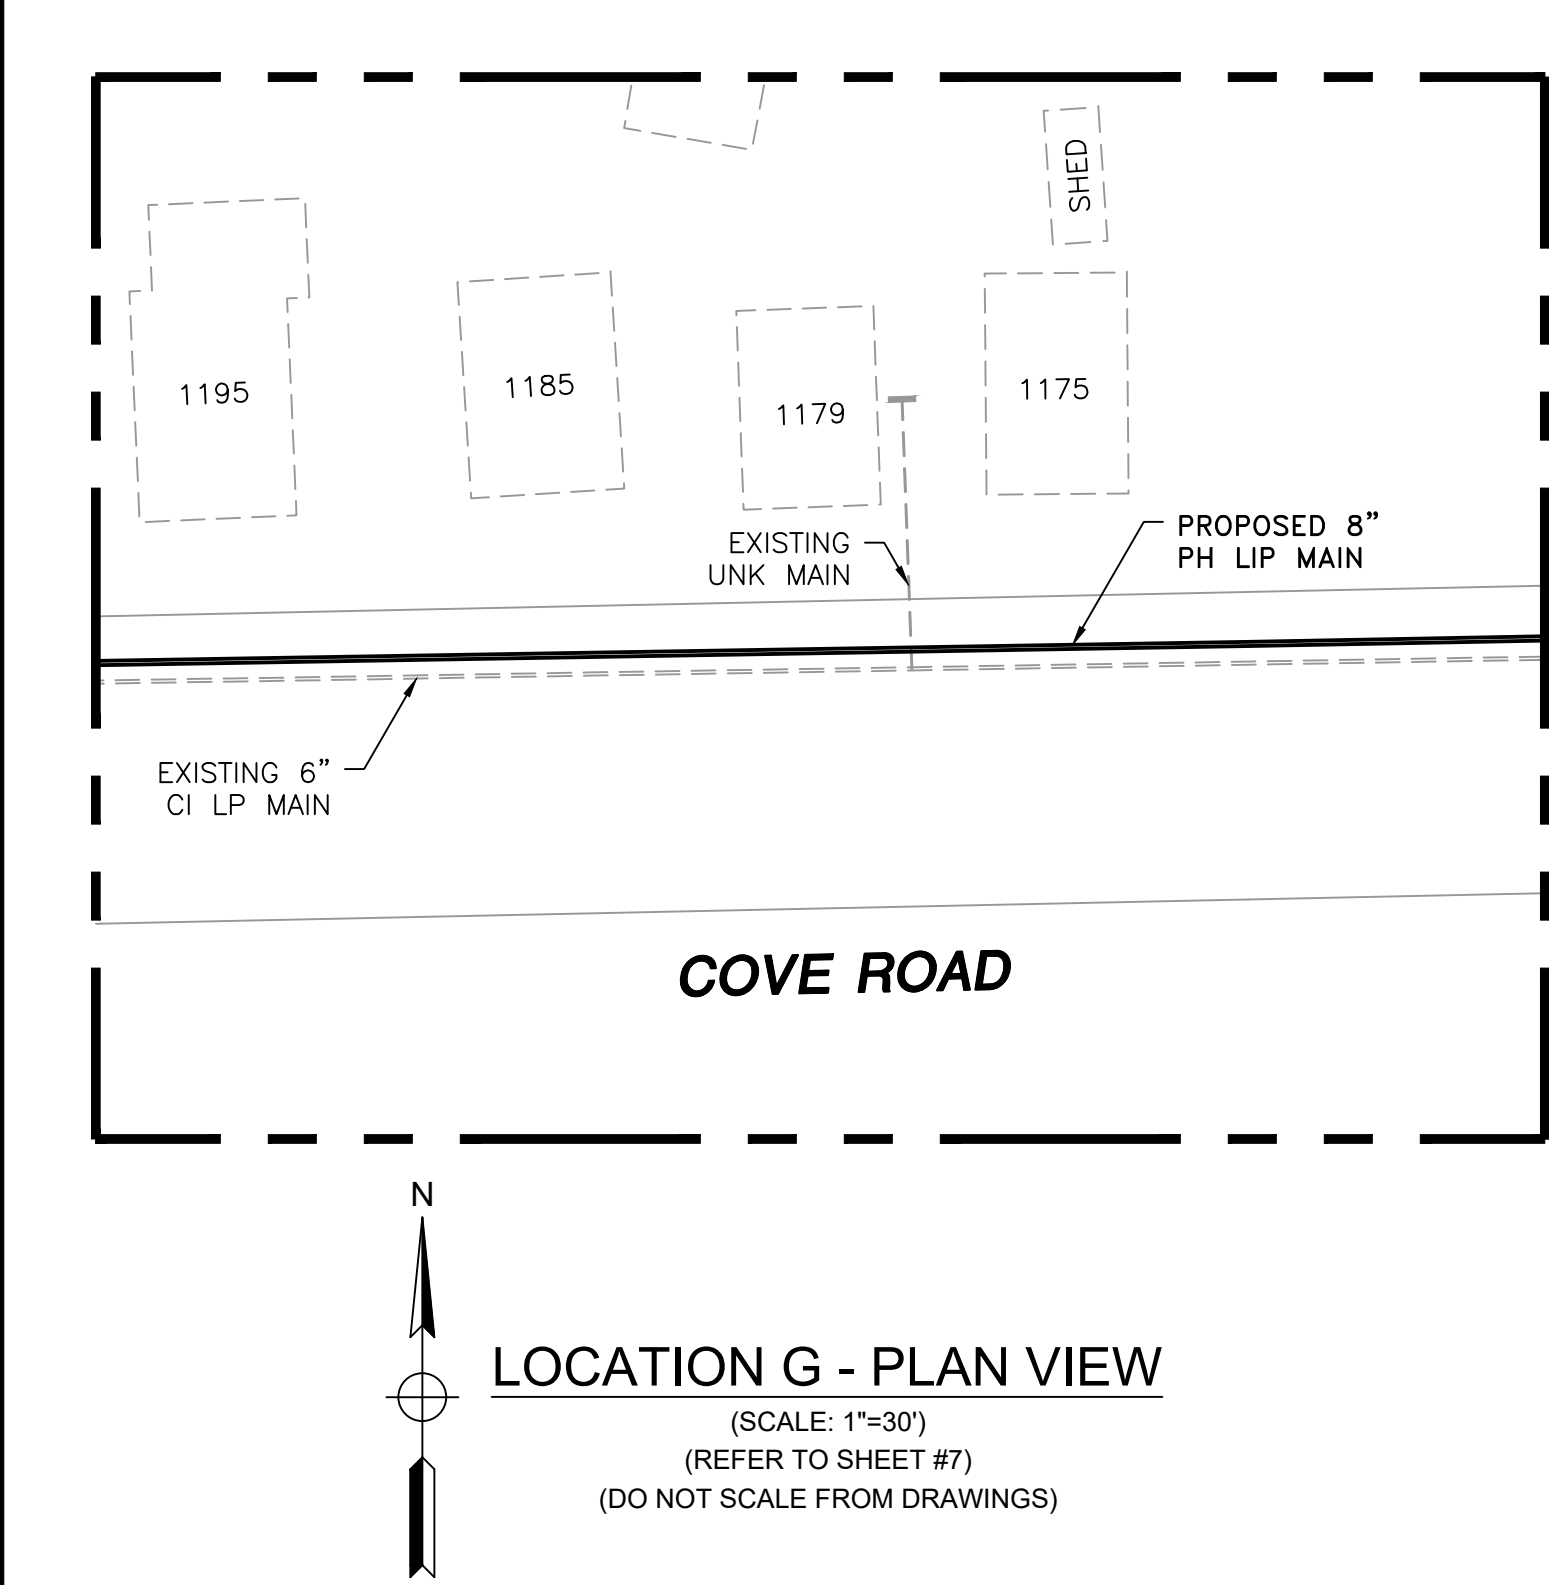 SHED
1195
1185
1179
1175
EXISTING
UNK MAIN
PROPOSED 8”
PH LIP MAIN
EXISTING 6”
CI LP MAIN
COVE ROAD
N
LOCATION G - PLAN VIEW
(SCALE: 1"=30')
(REFER TO SHEET #7)
(DO NOT SCALE FROM DRAWINGS)